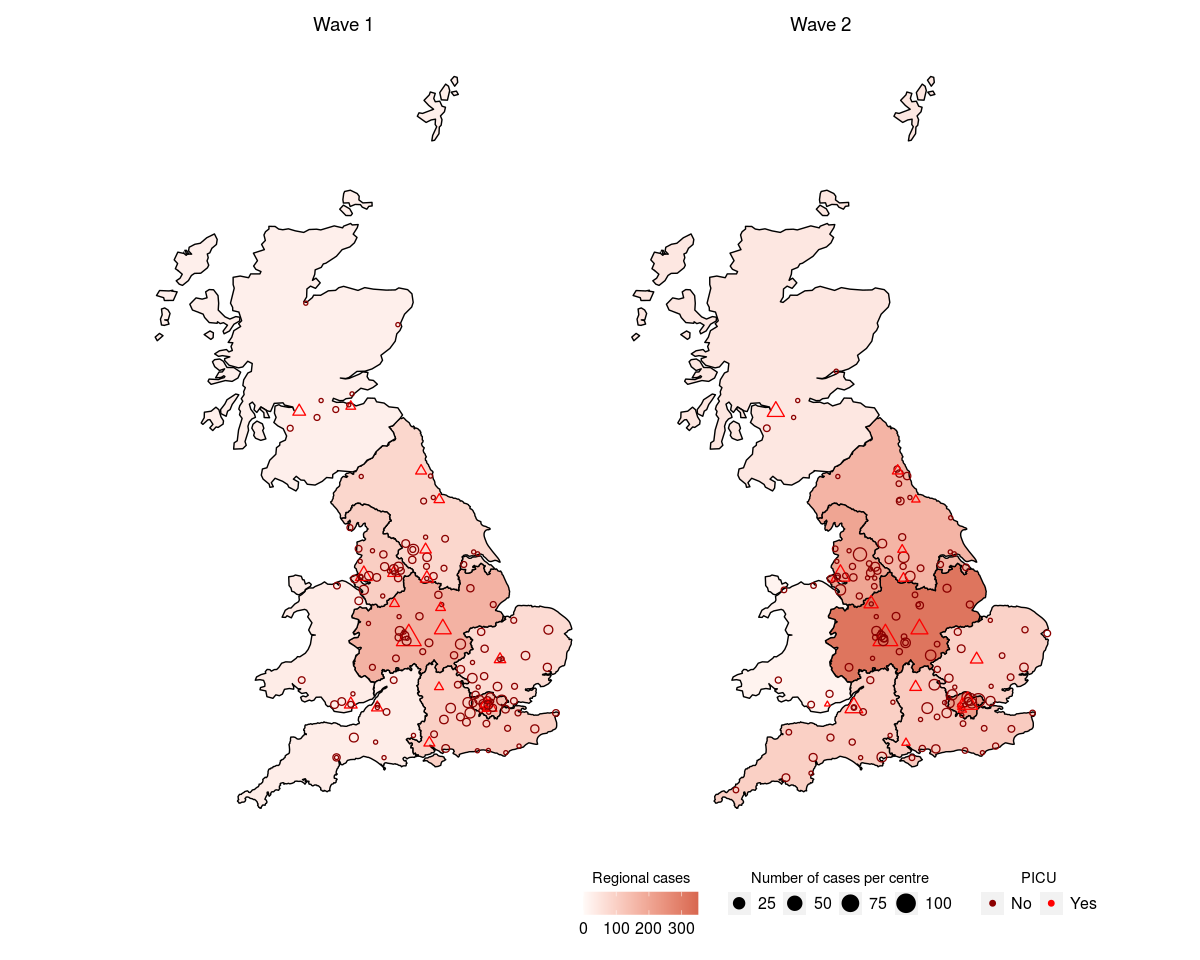 Wave 1 Wave 2
Regional cases Number of cases per centre PICU
25 50 75 100 No Yes
0 100 200 300